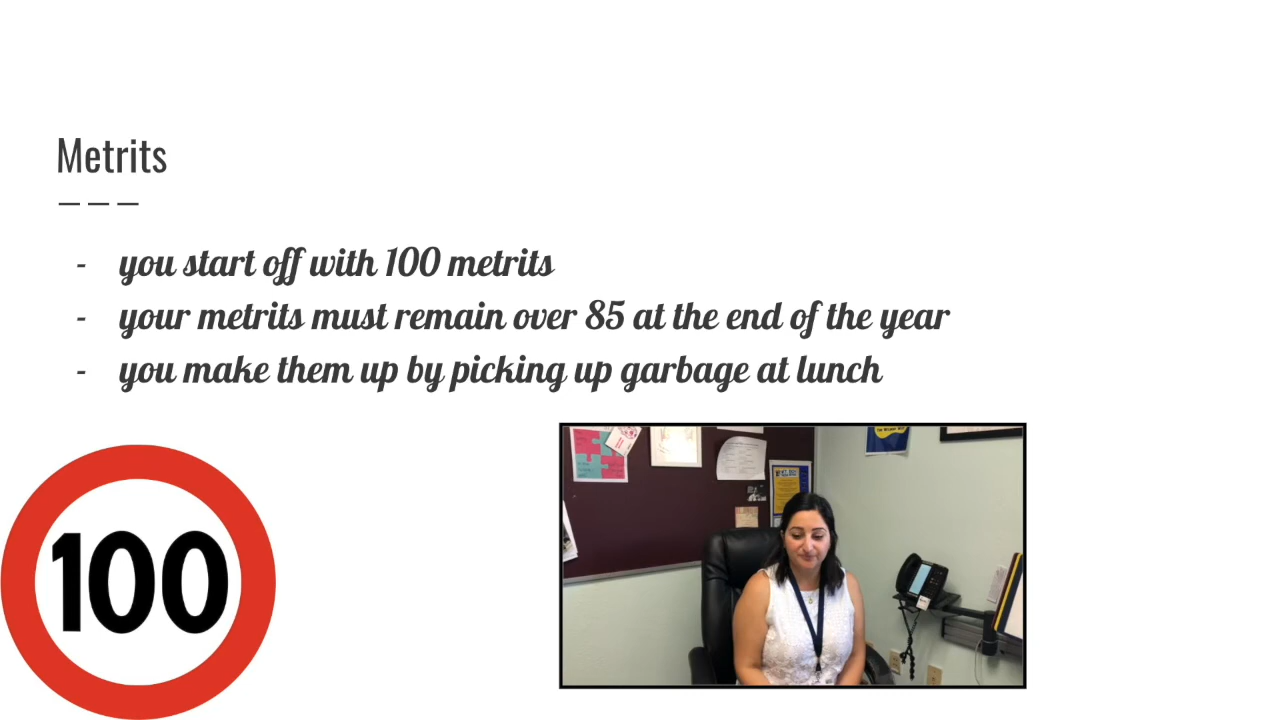 Metrits
- you start off with 100 metrits
- your metrits must remain over 85 at the end of the year
- you make them up by picking up garbage at lunch
100